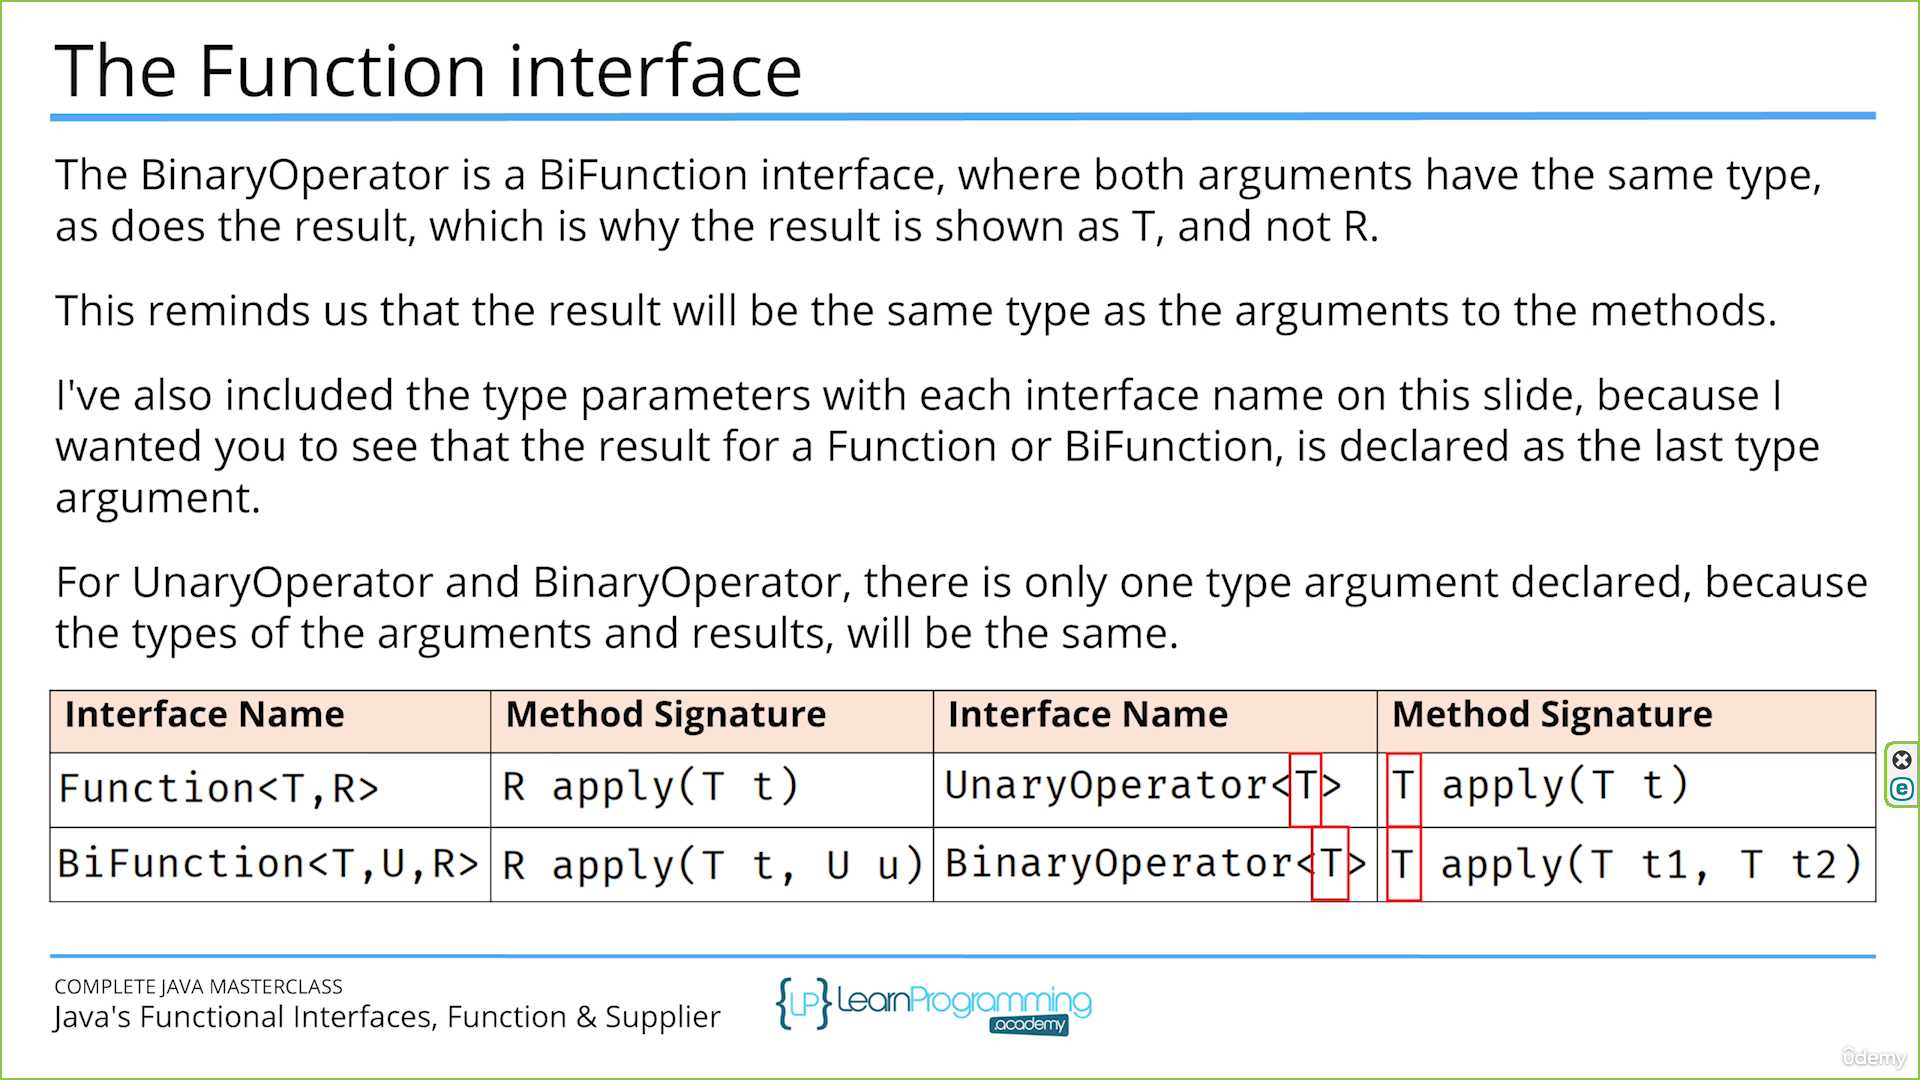 The Function interface
The BinaryOperator is a BiFunction interface, where both arguments have the same type,
as does the result, which is why the result is shown as T, and not R.
This reminds us that the result will be the same type as the arguments to the methods.
I've also included the type parameters with each interface name on this slide, because I
wanted you to see that the result for a Function or BiFunction, is declared as the last type
argument.
For UnaryOperator and BinaryOperator, there is only one type argument declared, because
the types of the arguments and results, will be the same.
Interface Name Method Signature Interface Name Method Signature
Function<T,R> R apply(T t) UnaryOperator<T> T apply(T t)
BiFunction<T,U,R> R apply(T t, U u) BinaryOperator<T> T apply(T t1, T t2)
COMPLETE JAVA MASTERCLASS
Java's Functional Interfaces, Function & Supplier
{LP} LearnProgramming
.academy
e
ûdemy